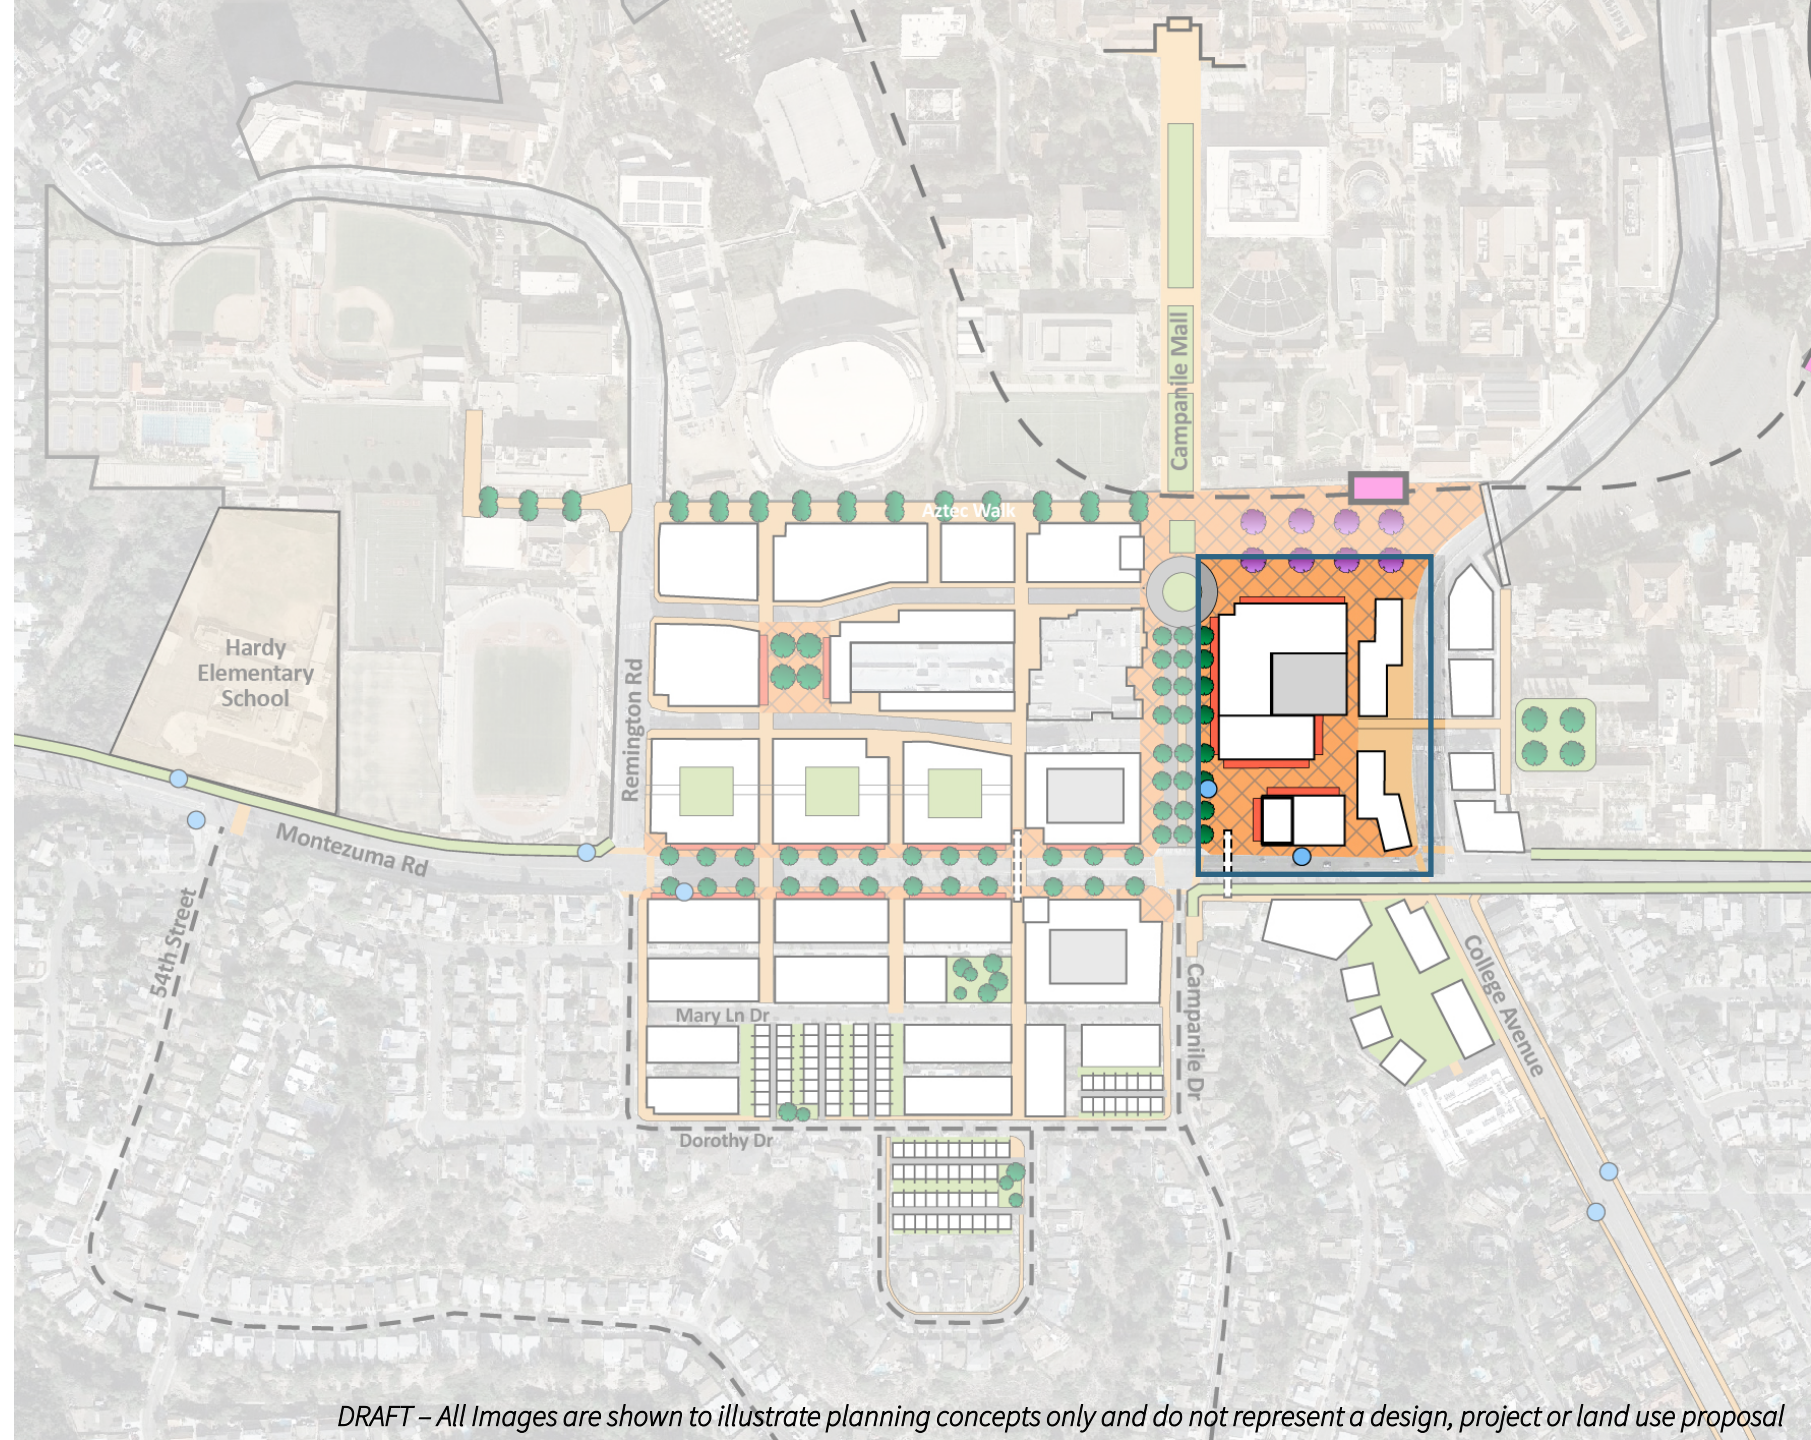 Campanile Mall
Aztec Walk
Hardy
Elementary
School
Remington Rd
Montezuma Rd
54th Street
Mary Ln Dr
Campanile Dr
College Avenue
Dorothy Dr
DRAFT – All Images are shown to illustrate planning concepts only and do not represent a design, project or land use proposal